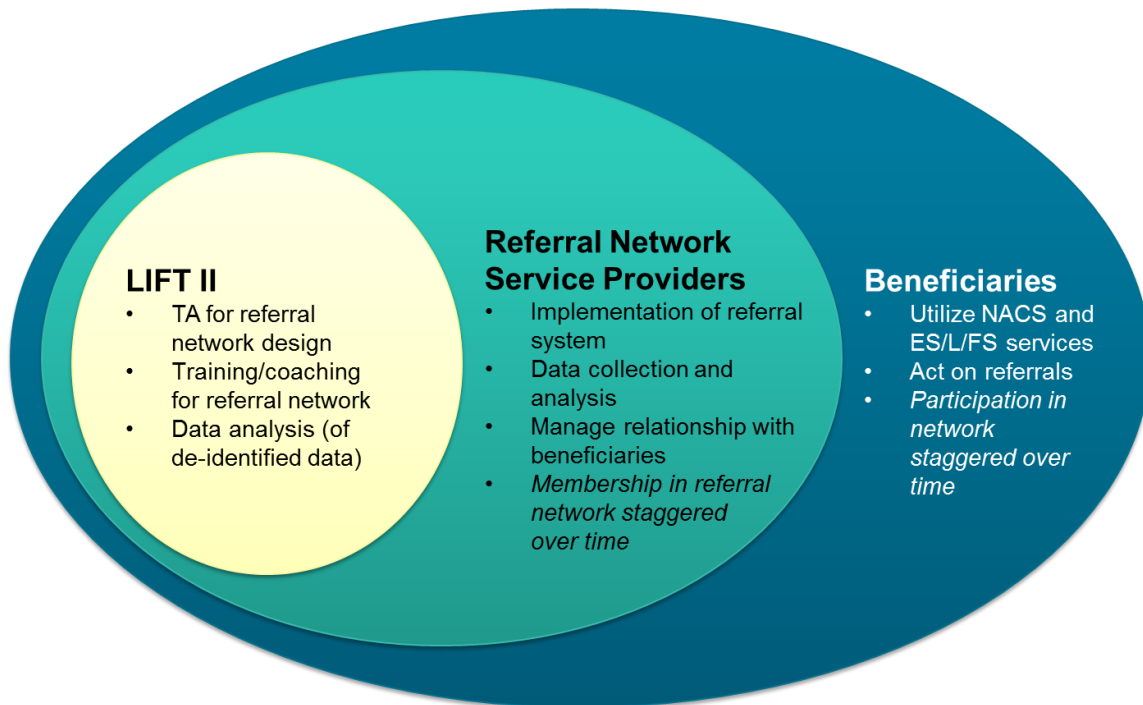 LIFT II
• TA for referral
network design
• Training/coaching
for referral network
• Data analysis (of
de-identified data)
Referral Network
Service Providers
• Implementation of referral
system
• Data collection and
analysis
• Manage relationship with
beneficiaries
• Membership in referral
network staggered
over time
Beneficiaries
• Utilize NACS and
ES/L/FS services
• Act on referrals
• Participation in
network
staggered over
time